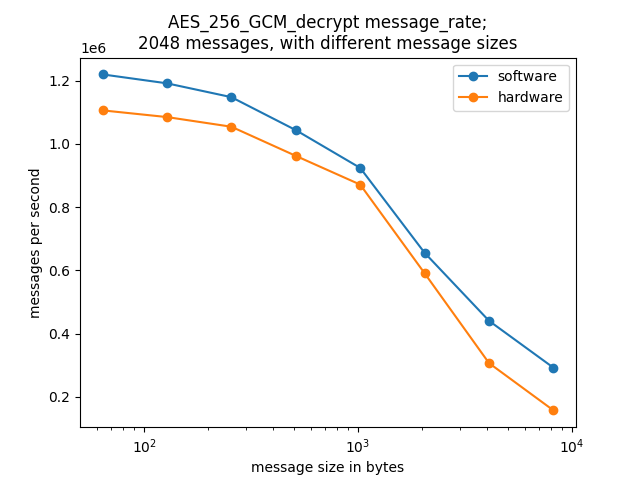 AES_256_GCM_decrypt message_rate;
2048 messages, with different message sizes
1e6
software
hardware
1.2
1.0
0.8
0.6
0.4
0.2
messages per second
10²
10³
10⁴
message size in bytes